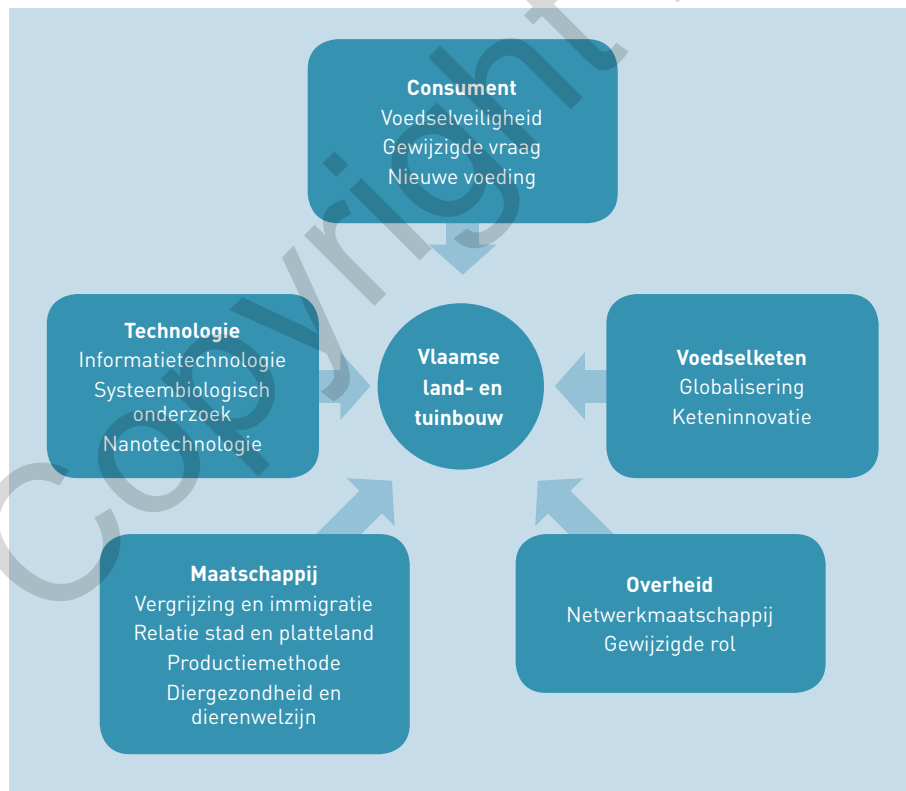 Consument
Voedselveiligheid
Gewijzigde vraag
Nieuwe voeding
Technologie
Informatietechnologie
Systeembiologisch
onderzoek
Nanotechnologie
Vlaamse
land- en
tuinbouw
Voedselketen
Globalisering
Keteninnovatie
Maatschappij
Vergrijzing en immigratie
Relatie stad en platteland
Productiemethode
Diergezondheid en
dierenwelzijn
Overheid
Netwerkmaatschappij
Gewijzigde rol
Copyright